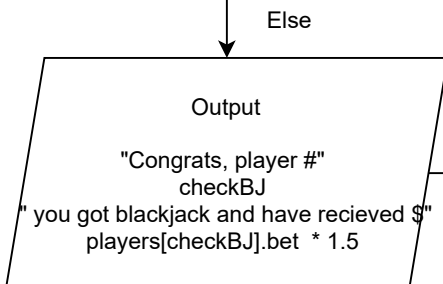 Else
Output
"Congrats, player #"
checkBJ
" you got blackjack and have recieved $"
players[checkBJ].bet * 1.5